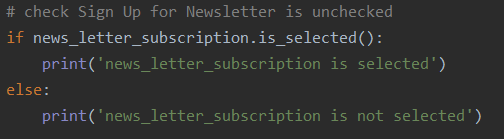 # check Sign Up for Newsletter is unchecked
if news_letter_subscription.is_selected():
    print('news_letter_subscription is selected')
else:
    print('news_letter_subscription is not selected')